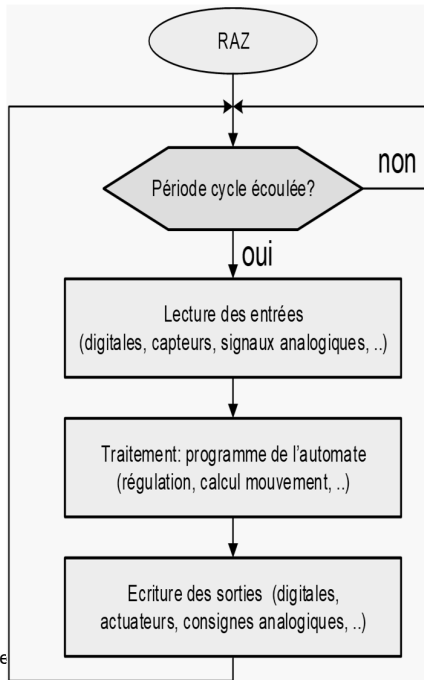 RAZ
Période cycle écoulée?
non
oui
Lecture des entrées
(digitales, capteurs, signaux analogiques, ..)
Traitement: programme de l'automate
(régulation, calcul mouvement, ..)
Ecriture des sorties (digitales,
actuateurs, consignes analogiques, ..)
e